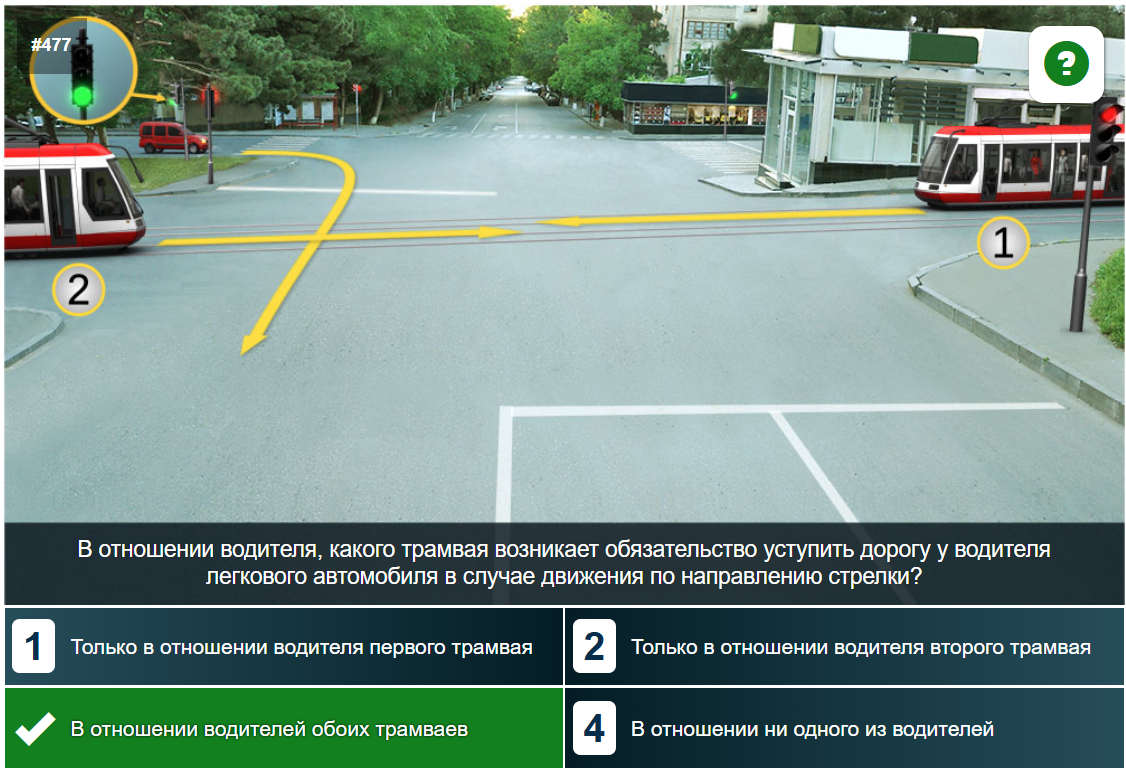 #477
?
2
1
В отношении водителя, какого трамвая возникает обязательство уступить дорогу у водителя
легкового автомобиля в случае движения по направлению стрелки?
1 Только в отношении водителя первого трамвая
2 Только в отношении водителя второго трамвая
В отношении водителей обоих трамваев
4 В отношении ни одного из водителей